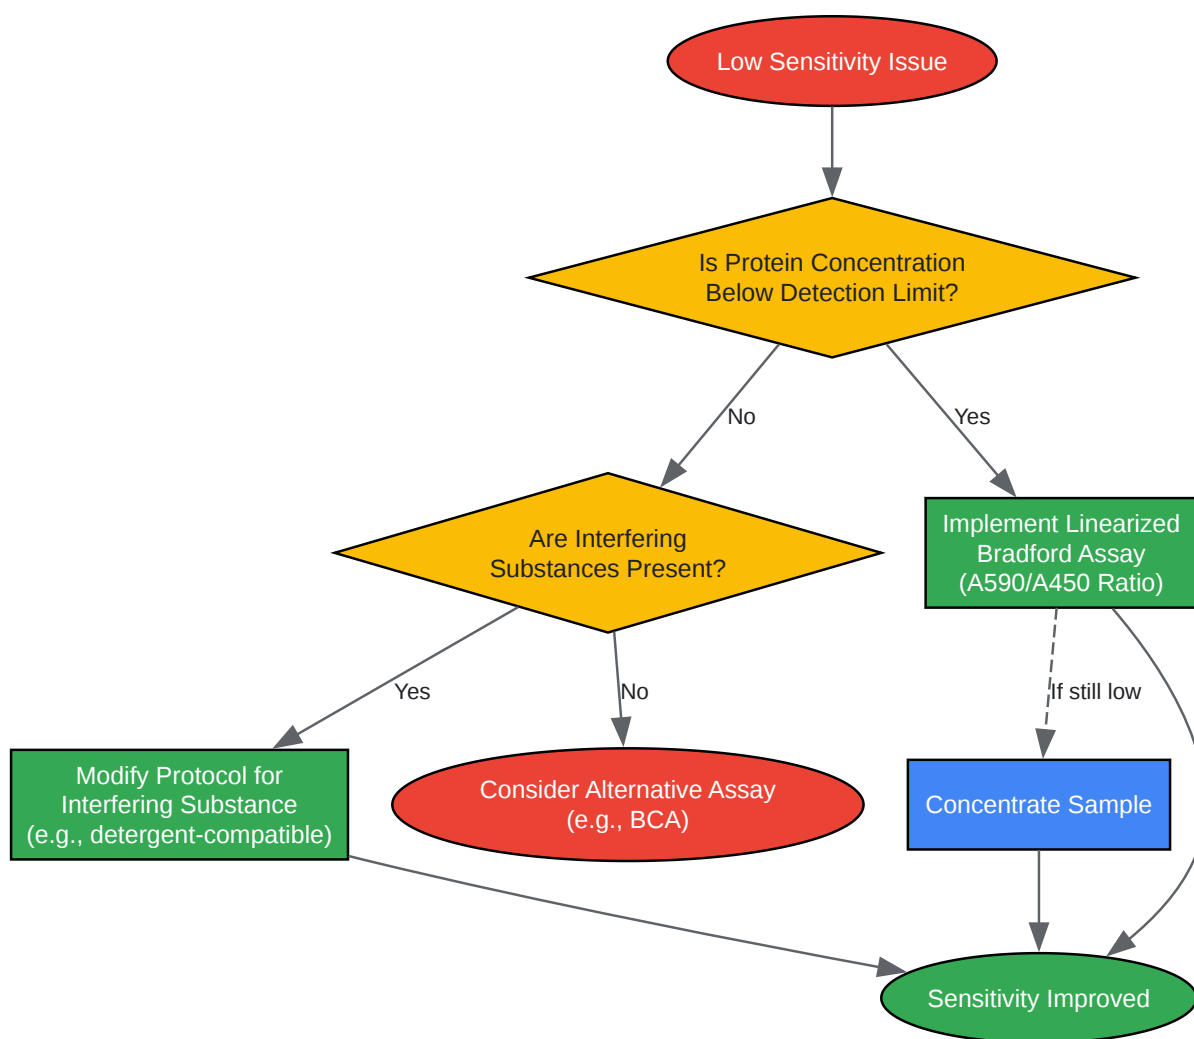 Low Sensitivity Issue
Is Protein Concentration
Below Detection Limit?
No
Yes
Are Interfering
Substances Present?
Implement Linearized
Bradford Assay
(A590/A450 Ratio)
Yes
No
If still low
Modify Protocol for
Interfering Substance
(e.g., detergent-compatible)
Consider Alternative Assay
(e.g., BCA)
Concentrate Sample
Sensitivity Improved